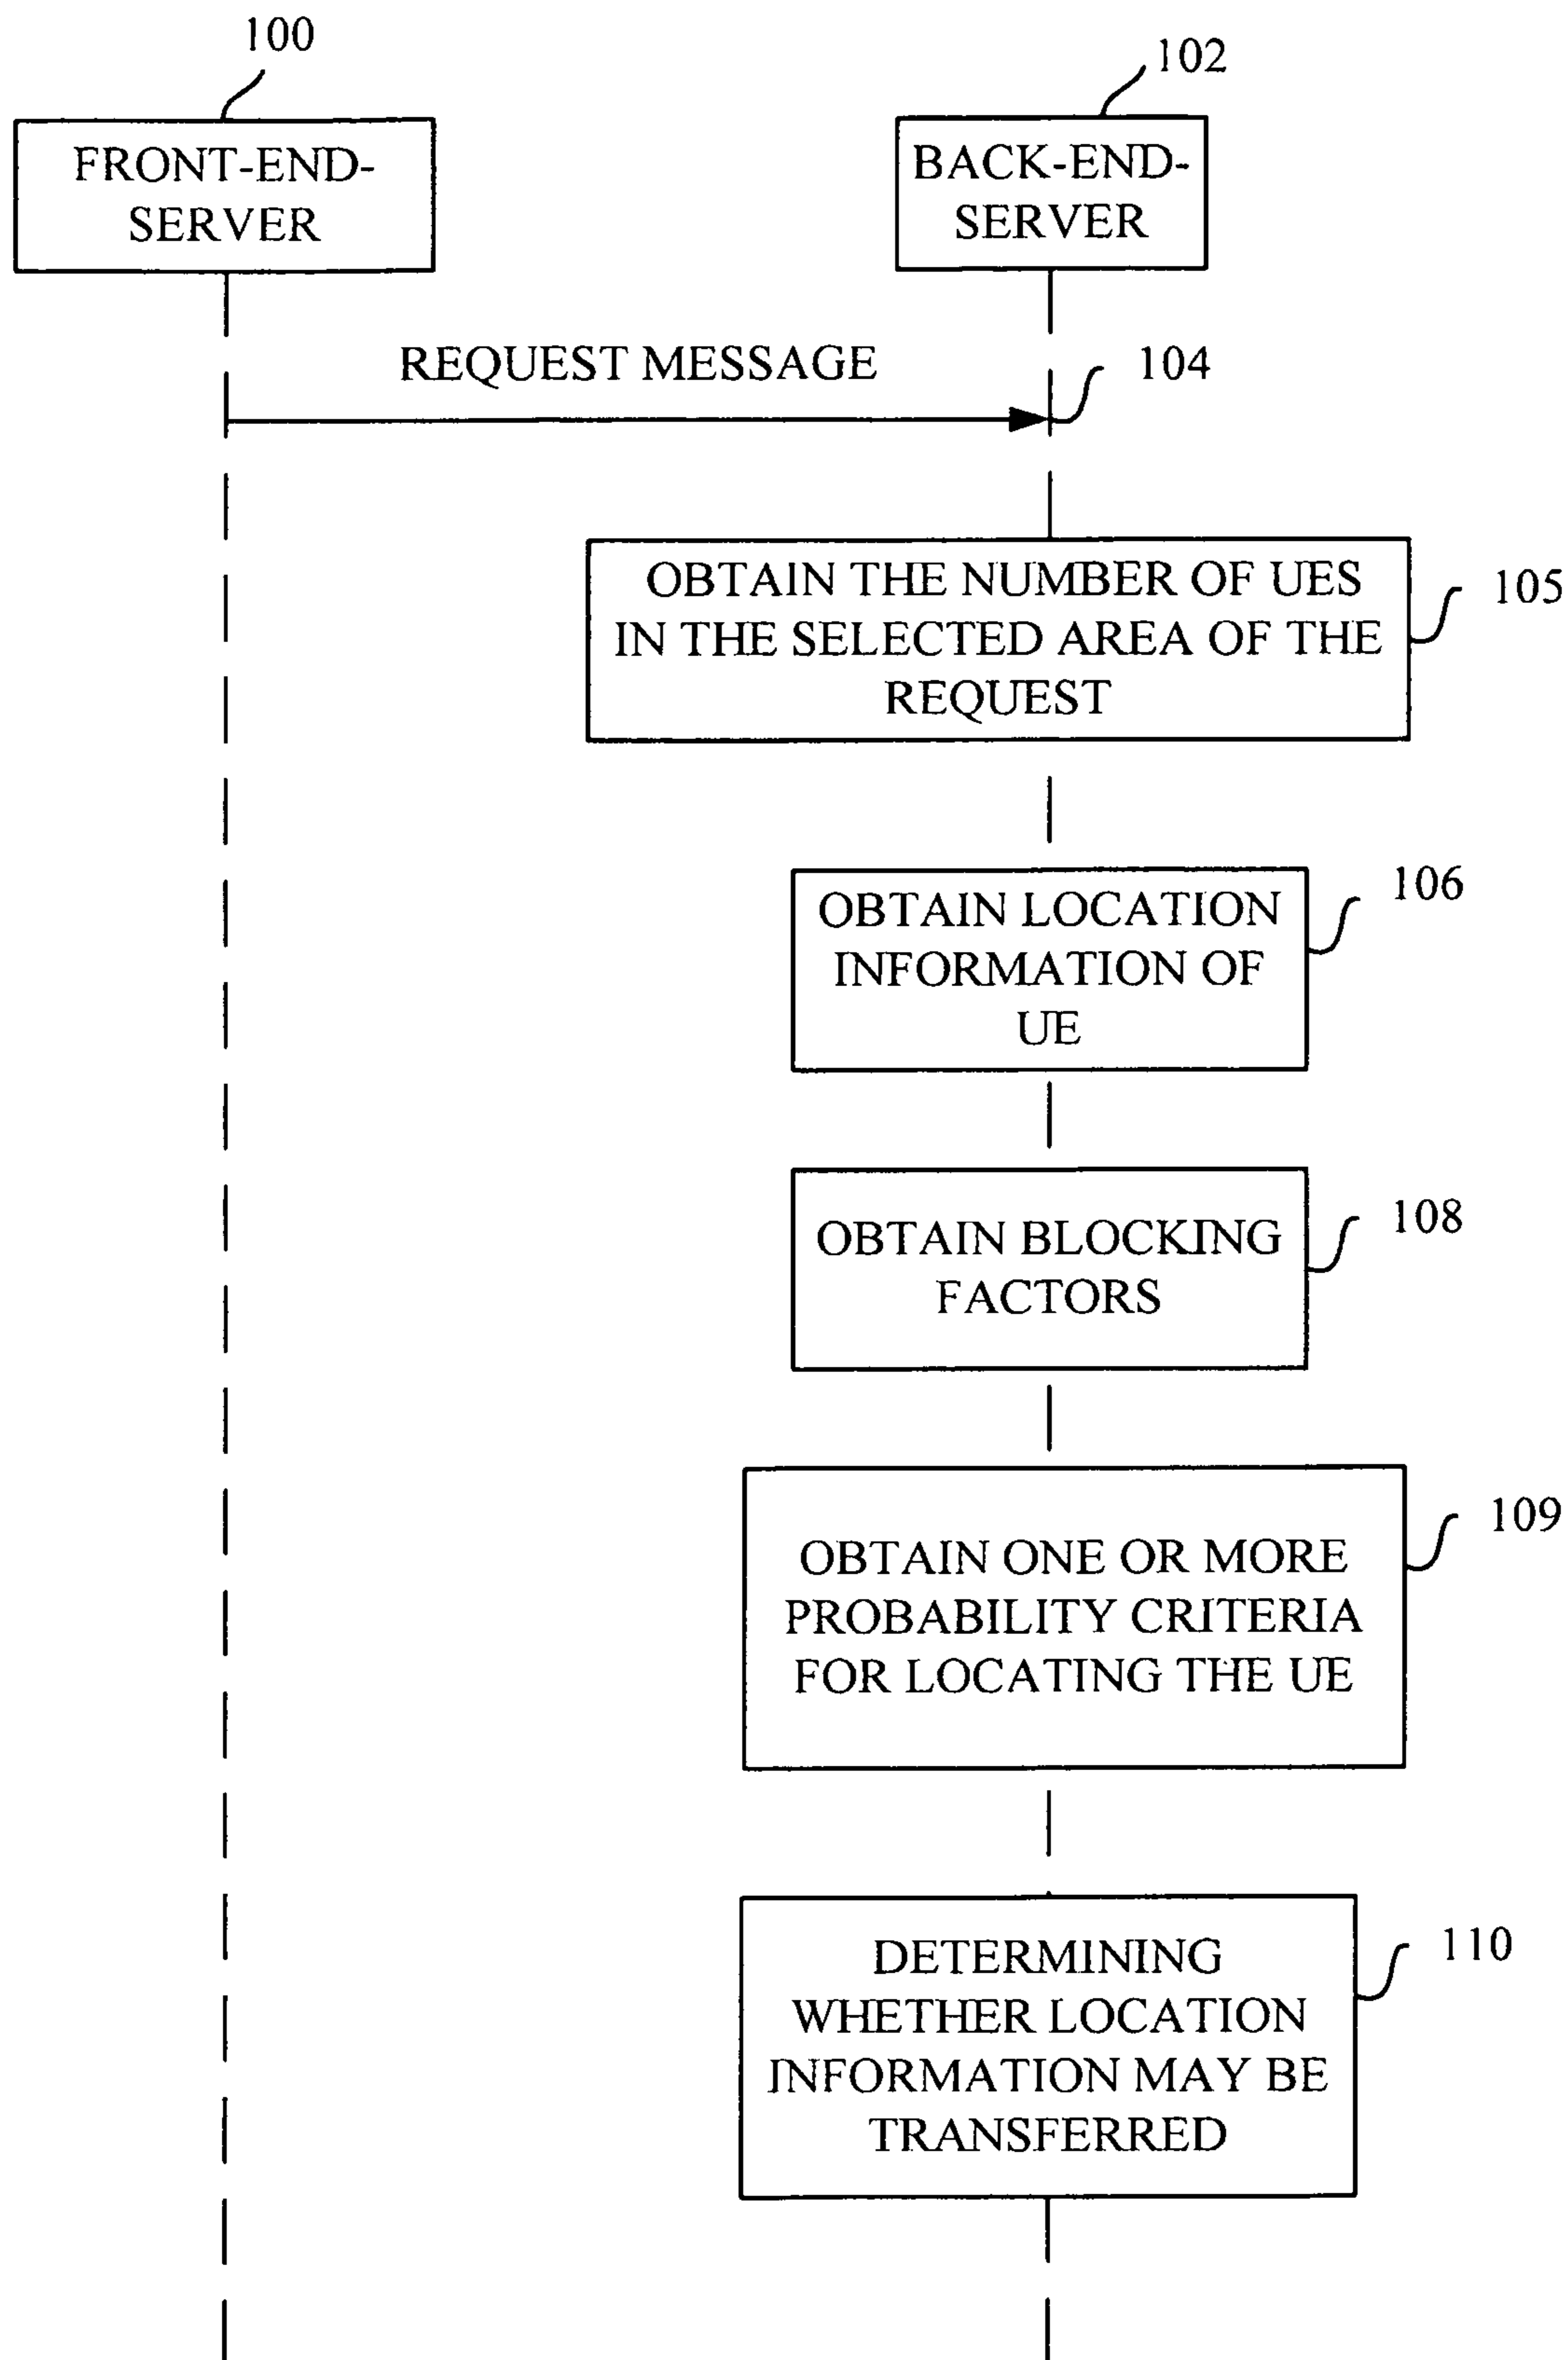 100
102
FRONT-END-
SERVER
BACK-END-
SERVER
REQUEST MESSAGE
104
OBTAIN THE NUMBER OF UES
IN THE SELECTED AREA OF THE
REQUEST
105
OBTAIN LOCATION
INFORMATION OF
UE
106
OBTAIN BLOCKING
FACTORS
108
OBTAIN ONE OR MORE
PROBABILITY CRITERIA
FOR LOCATING THE UE
109
DETERMINING
WHETHER LOCATION
INFORMATION MAY BE
TRANSFERRED
110